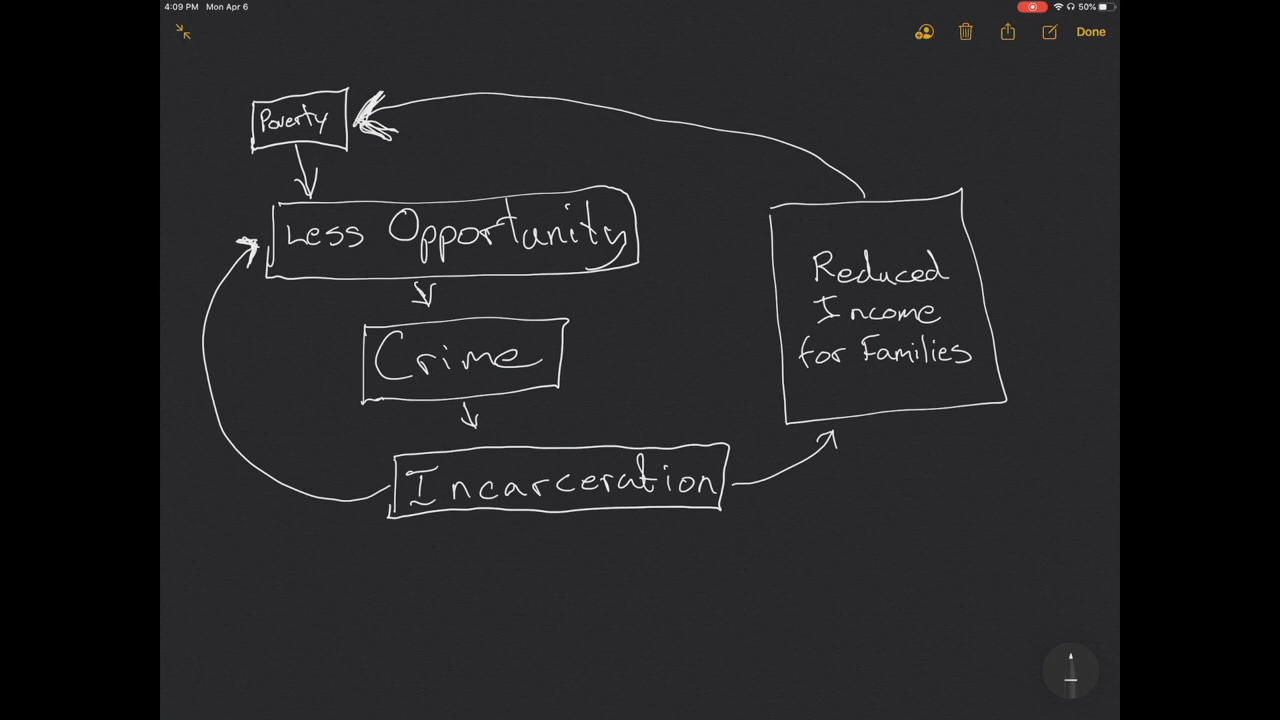 4:09 PM Mon Apr 6
50%
Done
Poverty
Less Opportunity
Crime
Incarceration
Reduced
Income
for Families